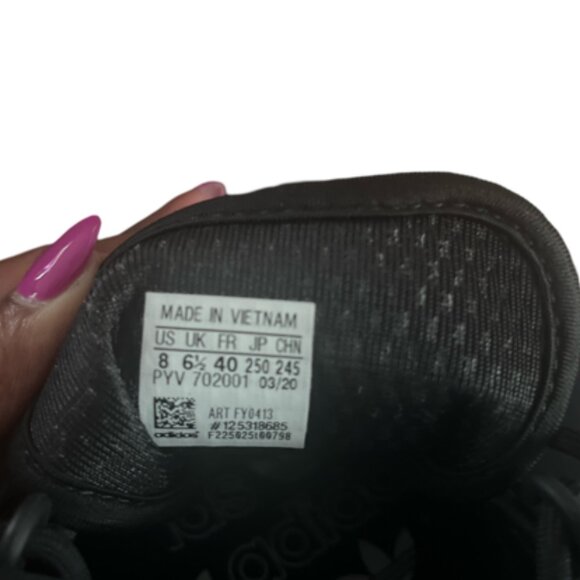 MADE IN VIETNAM
US UK FR JP CHN
8 6½ 40 250 245
PYV 702001 03/20
ART FY0413
#125318685
adidas F225025t00798